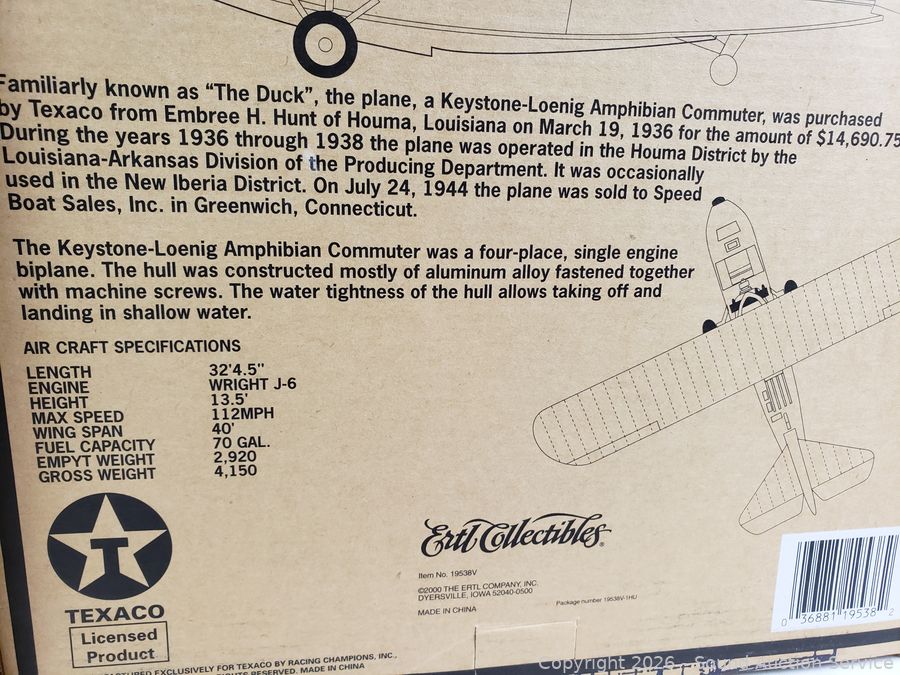 Familiarly known as “The Duck”, the plane, a Keystone-Loenig Amphibian Commuter, was purchased
by Texaco from Embree H. Hunt of Houma, Louisiana on March 19, 1936 for the amount of $14,690.75
During the years 1936 through 1938 the plane was operated in the Houma District by the
Louisiana-Arkansas Division of the Producing Department. It was occasionally
used in the New Iberia District. On July 24, 1944 the plane was sold to Speed
Boat Sales, Inc. in Greenwich, Connecticut.
The Keystone-Loenig Amphibian Commuter was a four-place, single engine
biplane. The hull was constructed mostly of aluminum alloy fastened together
with machine screws. The water tightness of the hull allows taking off and
landing in shallow water.
AIR CRAFT SPECIFICATIONS
LENGTH 32'4.5"
ENGINE WRIGHT J-6
HEIGHT 13.5'
MAX SPEED 112MPH
WING SPAN 40'
FUEL CAPACITY 70 GAL.
EMPYT WEIGHT 2,920
GROSS WEIGHT 4,150
T
TEXACO
Licensed
Product
Ertl Collectibles®
Item No. 19538V
©2000 THE ERTL COMPANY, INC.
DYERSVILLE, IOWA 52040-0500
MADE IN CHINA
Package number 19538V-1HU
0 36881 19538 2
EXCLUSIVELY FOR TEXACO BY RACING CHAMPIONS, INC.,
RESERVED. MADE IN CHINA
Copyright 2026 - Sound Auction Service